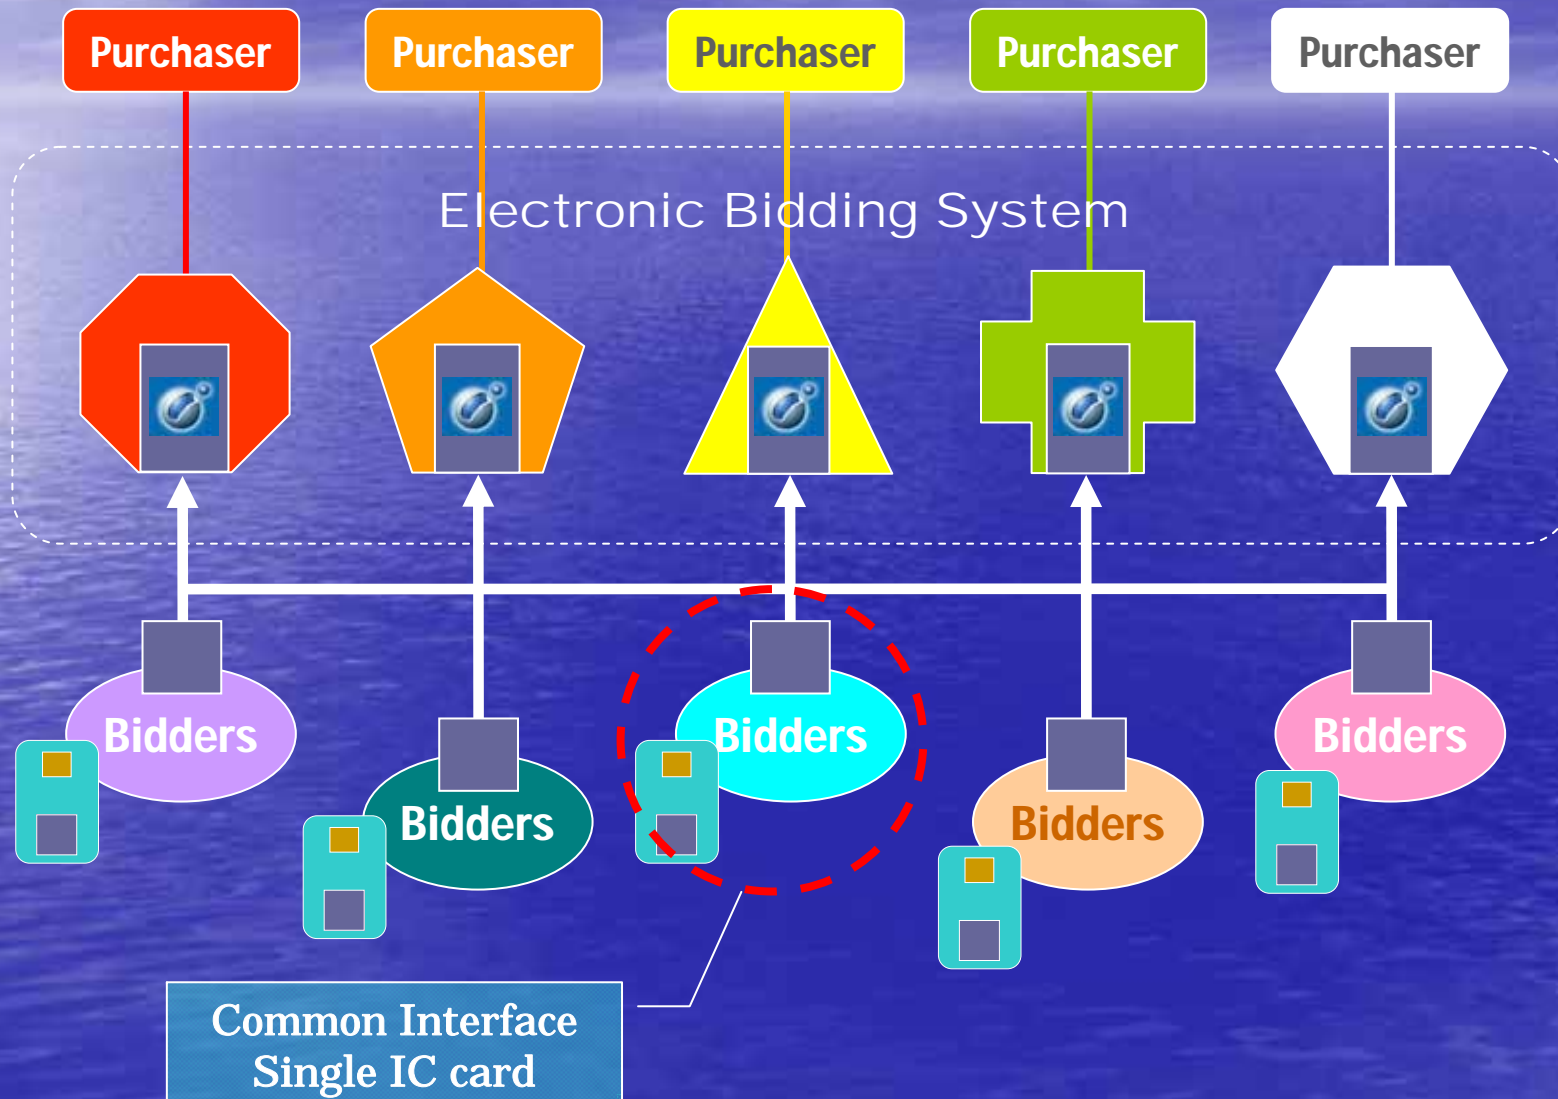 Purchaser
Purchaser
Purchaser
Purchaser
Purchaser
Electronic Bidding System
Bidders
Bidders
Bidders
Bidders
Bidders
Common Interface
Single IC card